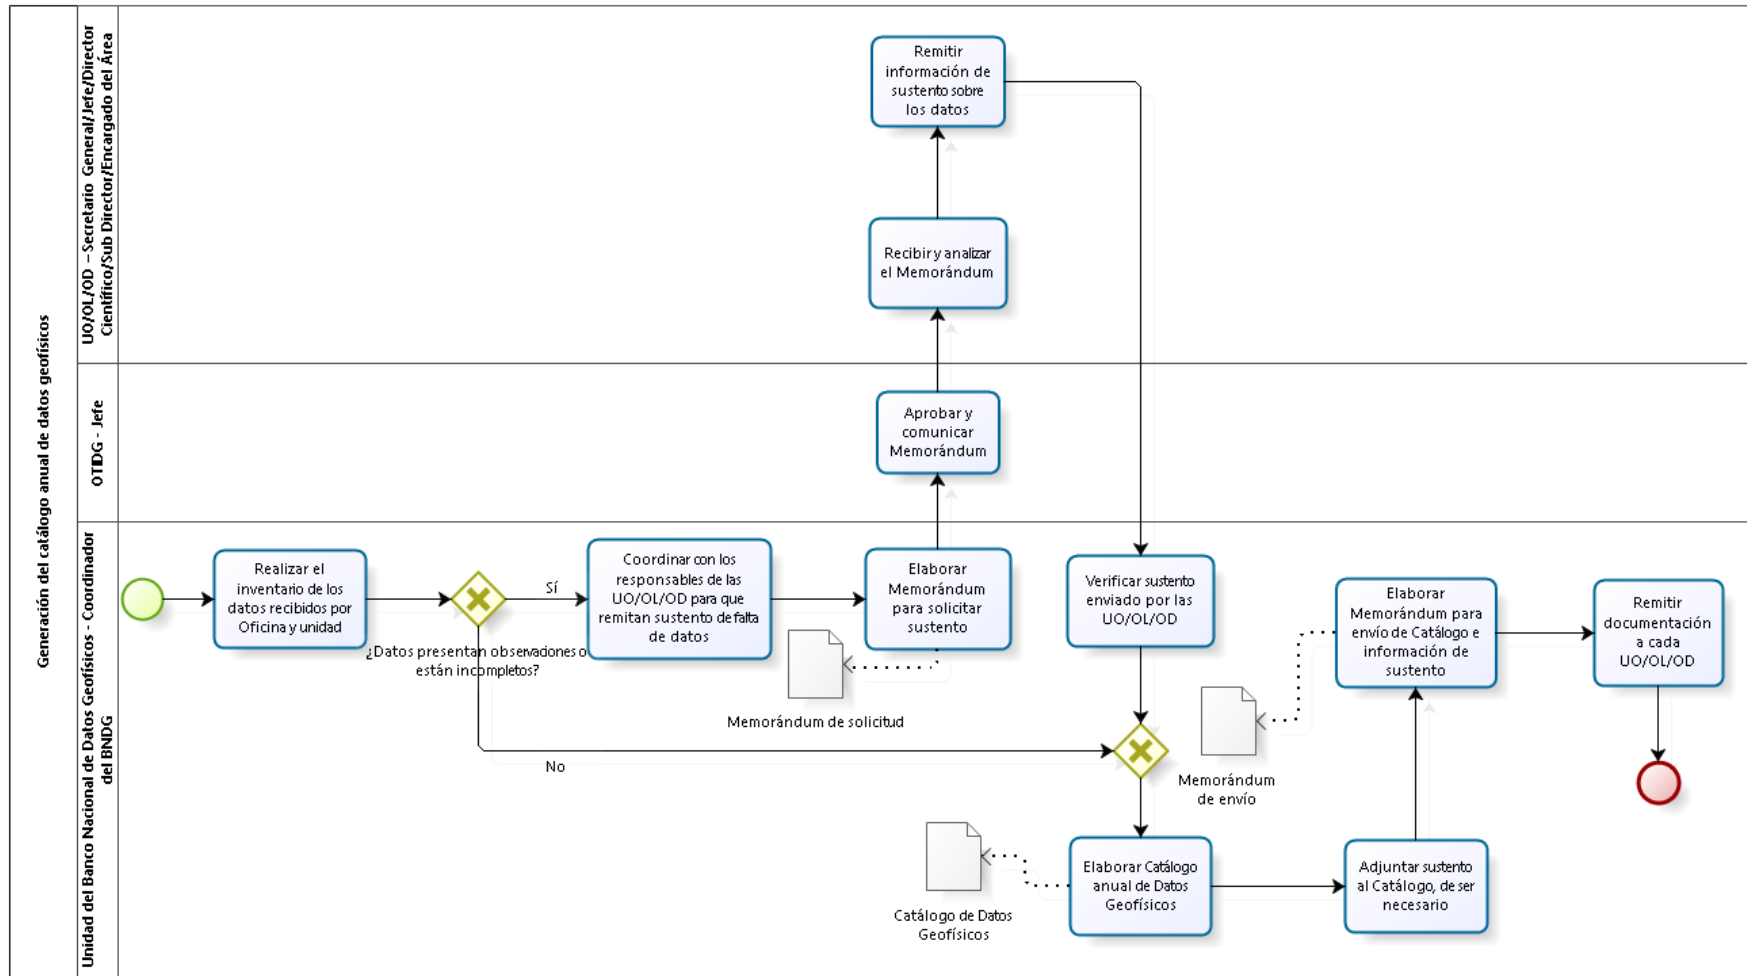 Generación del catálogo anual de datos geofísicos
UO/OL/OD – Secretario General/Jefe/Director
Científico/Sub Director/Encargado del Área
Remitir
información de
sustento sobre
los datos
Recibir y analizar
el Memorándum
OTIDG - Jefe
Aprobar y
comunicar
Memorándum
Unidad del Banco Nacional de Datos Geofísicos - Coordinador
del BNDG
Realizar el
inventario de los
datos recibidos por
Oficina y unidad
¿Datos presentan observaciones o
están incompletos?
Sí
No
Coordinar con los
responsables de las
UO/OL/OD para que
remitan sustento de falta
de datos
Elaborar
Memorándum
para solicitar
sustento
Memorándum de solicitud
Verificar sustento
enviado por las
UO/OL/OD
Elaborar Catálogo
anual de Datos
Geofísicos
Catálogo de Datos
Geofísicos
Adjuntar sustento
al Catálogo, de ser
necesario
Elaborar
Memorándum para
envío de Catálogo e
información de
sustento
Memorándum
de envío
Remitir
documentación
a cada
UO/OL/OD